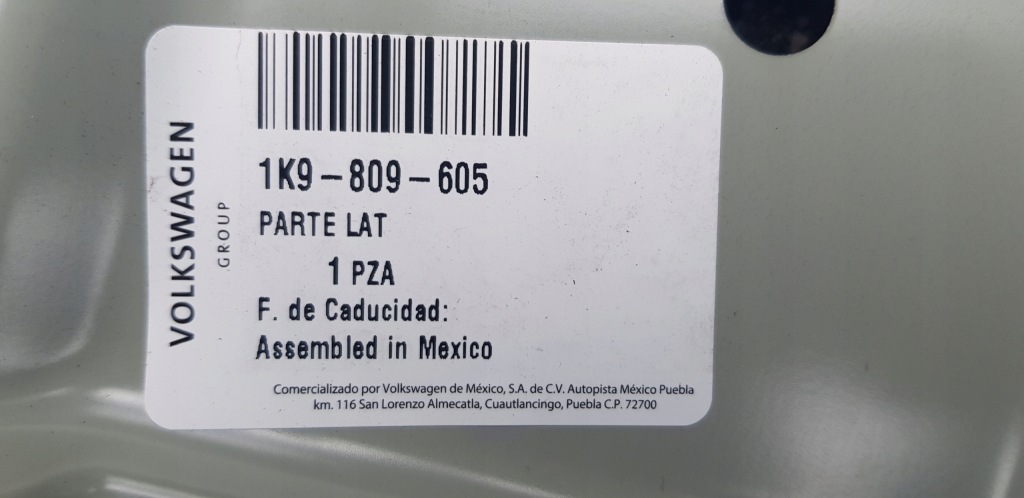 VOLKSWAGEN
GROUP
1K9-809-605
PARTE LAT
1 PZA
F. de Caducidad:
Assembled in Mexico
Comercializado por Volkswagen de México, S.A. de C.V. Autopista México Puebla
km. 116 San Lorenzo Almecatla, Cuautlancingo, Puebla C.P. 72700